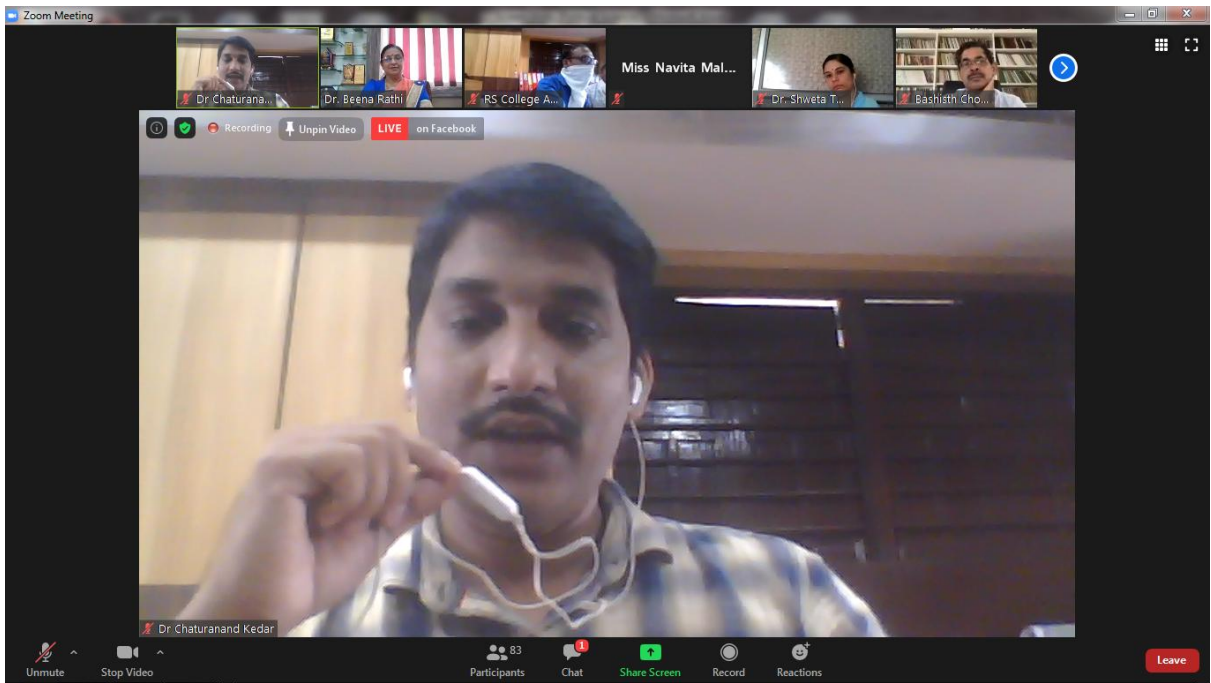 Zoom Meeting
Dr Chaturana...
Dr. Beena Rathi
RS College A...
Miss Navita Mal...
Dr. Shweta T...
Bashisth Cho...
Recording
Unpin Video
LIVE on Facebook
Dr Chaturanand Kedar
Unmute
Stop Video
83
Participants
1
Chat
Share Screen
Record
Reactions
Leave